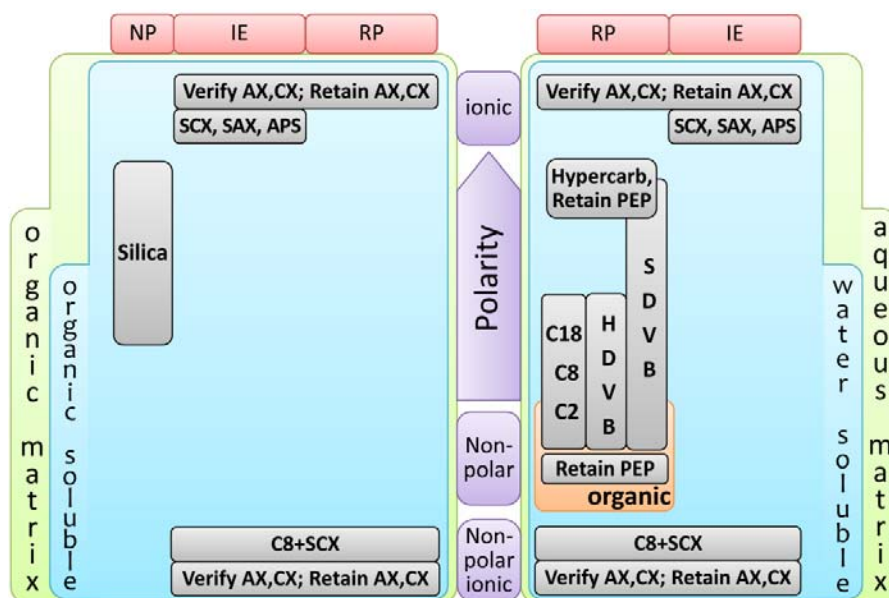 NP IE RP
Verify AX,CX; Retain AX,CX
SCX, SAX, APS
Silica
organic matrix
organic soluble
C8+SCX
Verify AX,CX; Retain AX,CX
ionic
Polarity
Non-
polar
Non-
polar
ionic
RP IE
Verify AX,CX; Retain AX,CX
SCX, SAX, APS
Hypercarb,
Retain PEP
SDVB
C18
C8
C2
HDVB
Retain PEP
organic
C8+SCX
Verify AX,CX; Retain AX,CX
water soluble
aqueous matrix